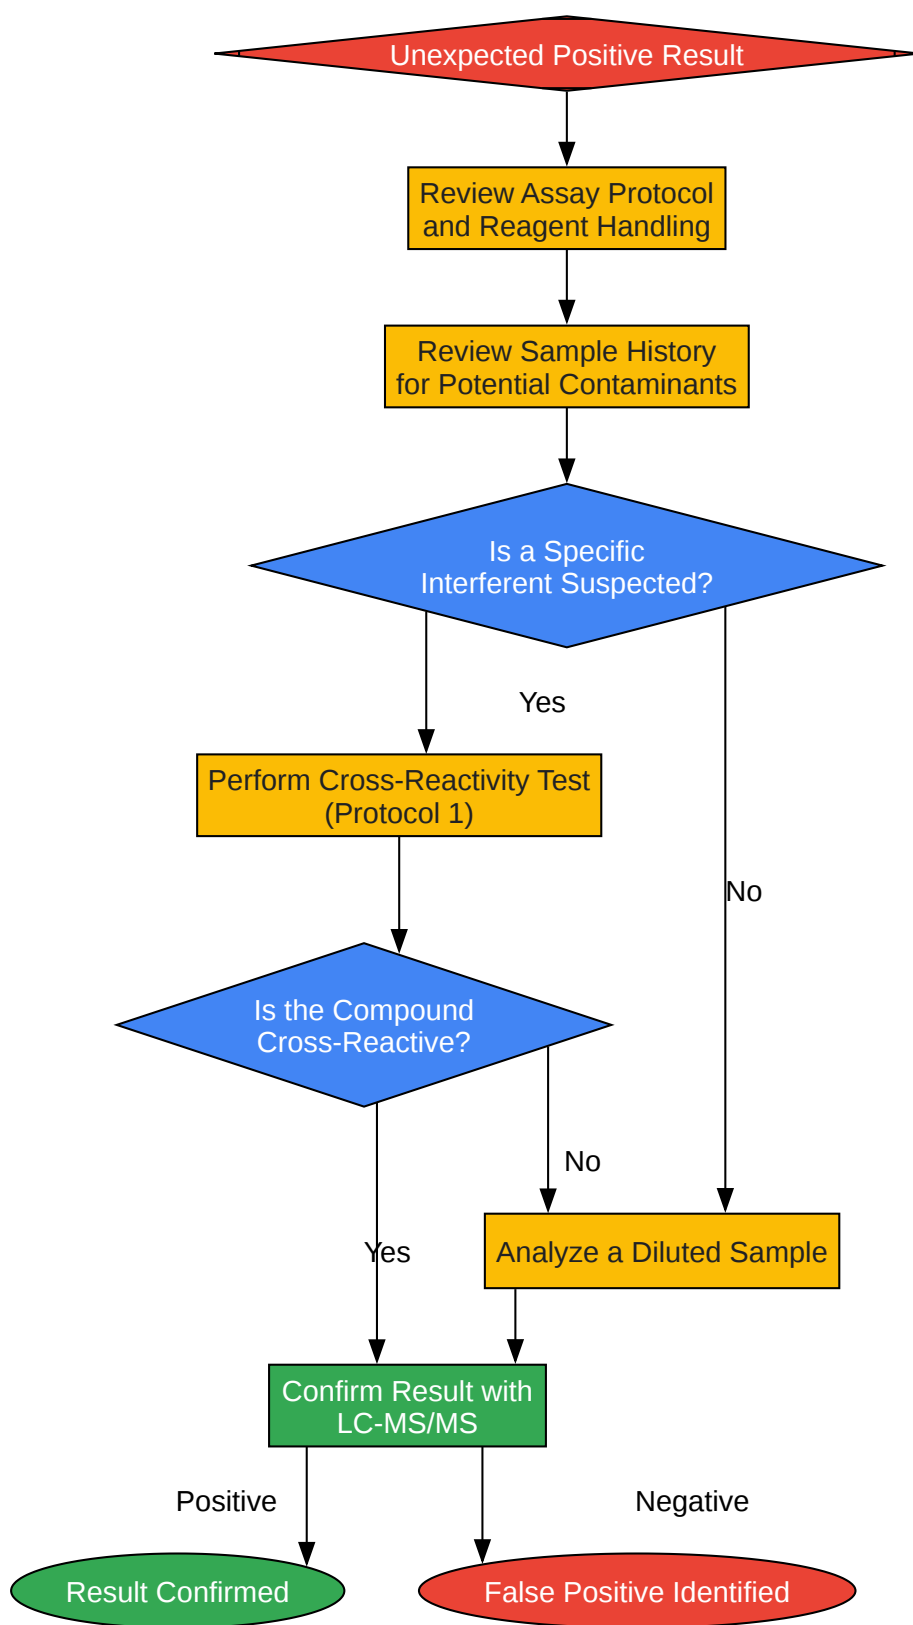 Unexpected Positive Result
Review Assay Protocol
and Reagent Handling
Review Sample History
for Potential Contaminants
Is a Specific
Interferent Suspected?
Yes
Perform Cross-Reactivity Test
(Protocol 1)
No
Is the Compound
Cross-Reactive?
No
Yes
Analyze a Diluted Sample
Confirm Result with
LC-MS/MS
Positive
Negative
Result Confirmed
False Positive Identified